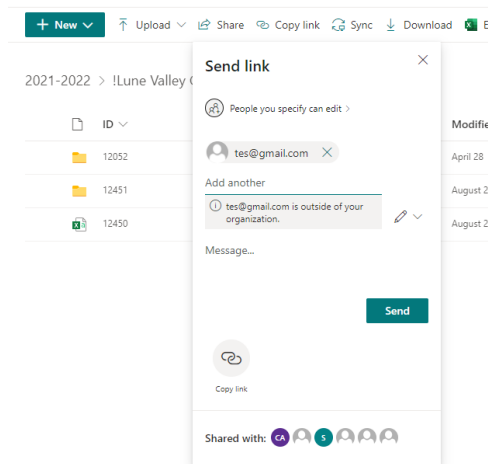 + New Upload Share Copy link Sync Download
Send link
2021-2022 > !Lune Valley
People you specify can edit >
ID
Modifie
tes@gmail.com
12052
April 28
Add another
12451
August 2
tes@gmail.com is outside of your
organization.
12450
August 2
Message...
Send
Copy link
Shared with: CA S